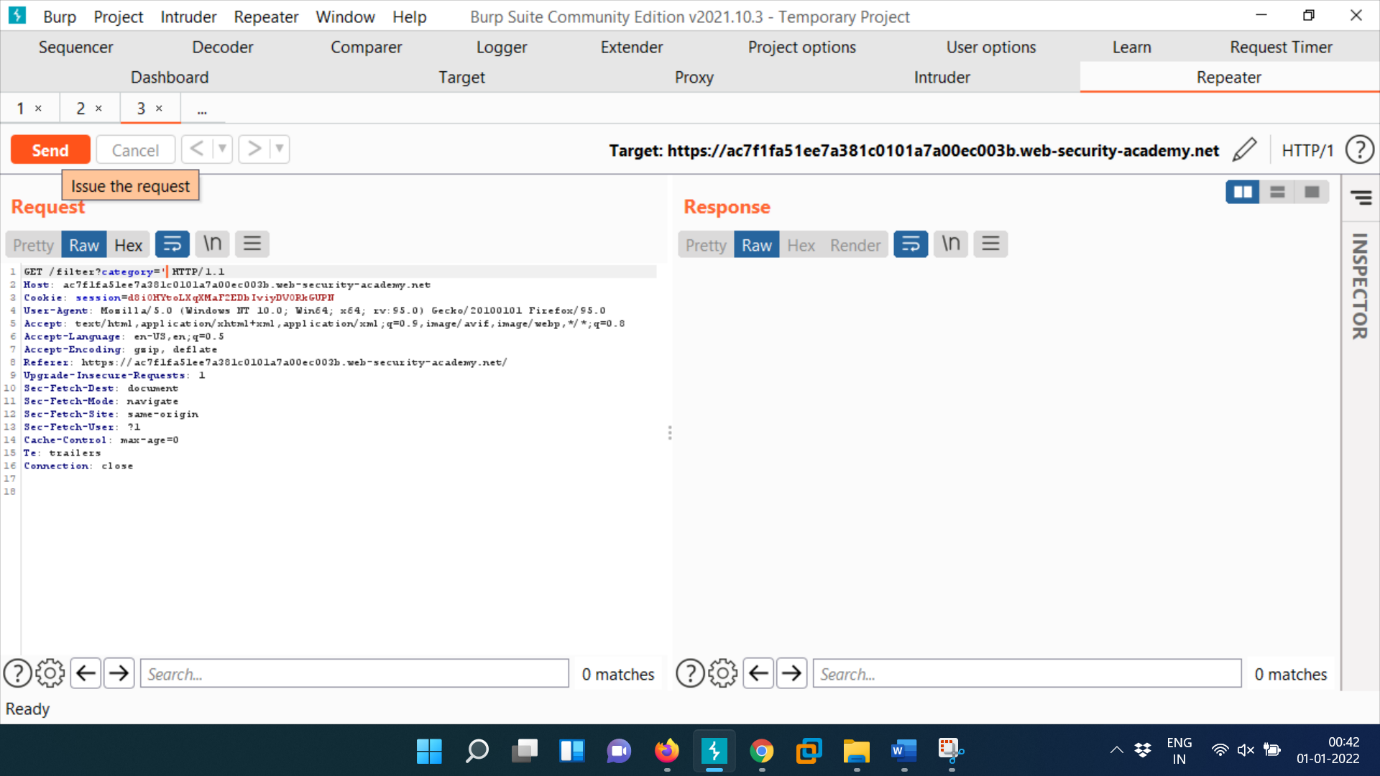 Burp Project Intruder Repeater Window Help Burp Suite Community Edition v2021.10.3 - Temporary Project
Sequencer Decoder Comparer Logger Extender Project options User options Learn Request Timer
Dashboard Target Proxy Intruder Repeater
1 × 2 × 3 × ...
Send Cancel < > Target: https://ac7f1fa51ee7a381c0101a7a00ec003b.web-security-academy.net HTTP/1 ?
Issue the request
Request
Pretty Raw Hex \n
1 GET /filter?category=' HTTP/1.1
2 Host: ac7f1fa51ee7a381c0101a7a00ec003b.web-security-academy.net
3 Cookie: session=
4 User-Agent: Mozilla/5.0 (Windows NT 10.0; Win64; x64; rv:95.0) Gecko/20100101 Firefox/95.0
5 Accept: text/html,application/xhtml+xml,application/xml;q=0.9,image/avif,image/webp,*/*;q=0.8
6 Accept-Language: en-US,en;q=0.5
7 Accept-Encoding: gzip, deflate
8 Referer: https://ac7f1fa51ee7a381c0101a7a00ec003b.web-security-academy.net/
9 Upgrade-Insecure-Requests: 1
10 Sec-Fetch-Dest: document
11 Sec-Fetch-Mode: navigate
12 Sec-Fetch-Site: same-origin
13 Sec-Fetch-User: ?1
14 Cache-Control: max-age=0
15 Te: trailers
16 Connection: close
17
18
Response
Pretty Raw Hex Render \n
INSPECTOR
? Search... 0 matches
? Search... 0 matches
Ready
W
ENG
IN
00:42
01-01-2022